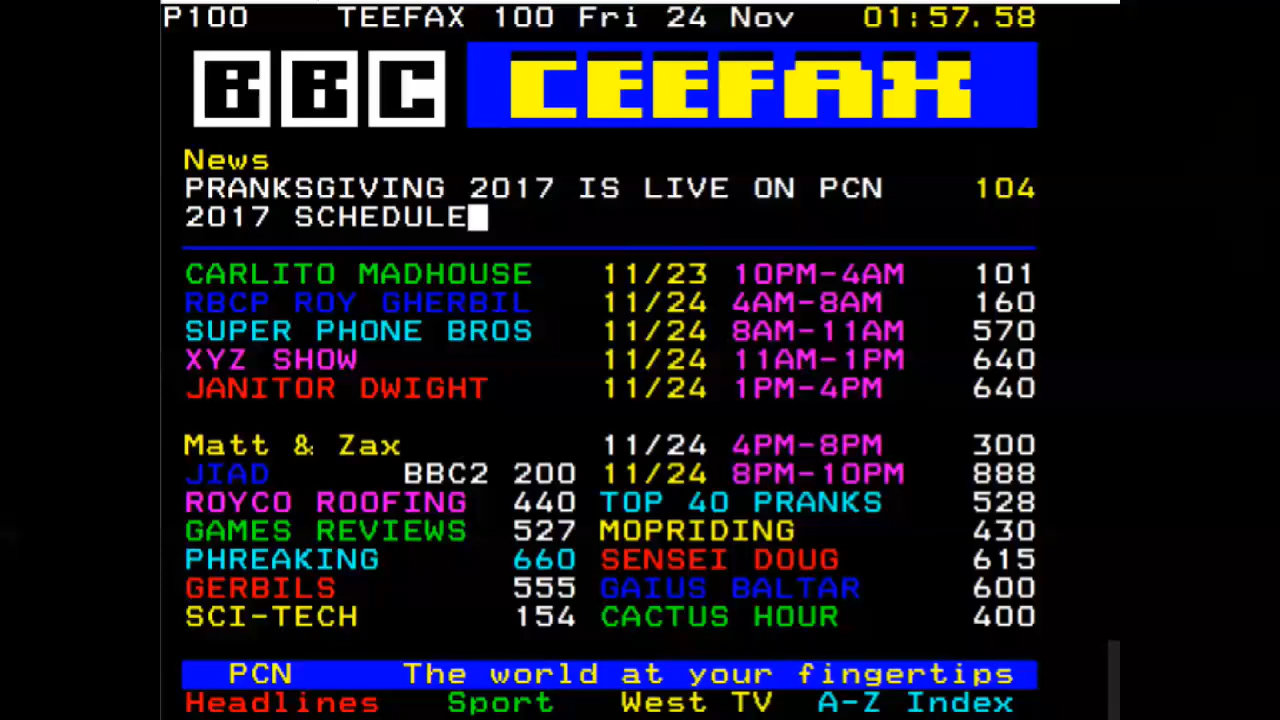 P100 TEEFAX 100 Fri 24 Nov 01:57.58
BBC CEEFAX
News
PRANKSGIVING 2017 IS LIVE ON PCN 104
2017 SCHEDULE
CARLITO MADHOUSE 11/23 10PM-4AM 101
RBCP ROY GHERBIL 11/24 4AM-8AM 160
SUPER PHONE BROS 11/24 8AM-11AM 570
XYZ SHOW 11/24 11AM-1PM 640
JANITOR DWIGHT 11/24 1PM-4PM 640
Matt & Zax 11/24 4PM-8PM 300
JIAD BBC2 200 11/24 8PM-10PM 888
ROYCO ROOFING 440 TOP 40 PRANKS 528
GAMES REVIEWS 527 MOPRIDING 430
PHREAKING 660 SENSEI DOUG 615
GERBILS 555 GAIUS BALTAR 600
SCI-TECH 154 CACTUS HOUR 400
PCN The world at your fingertips
Headlines Sport West TV A-Z Index